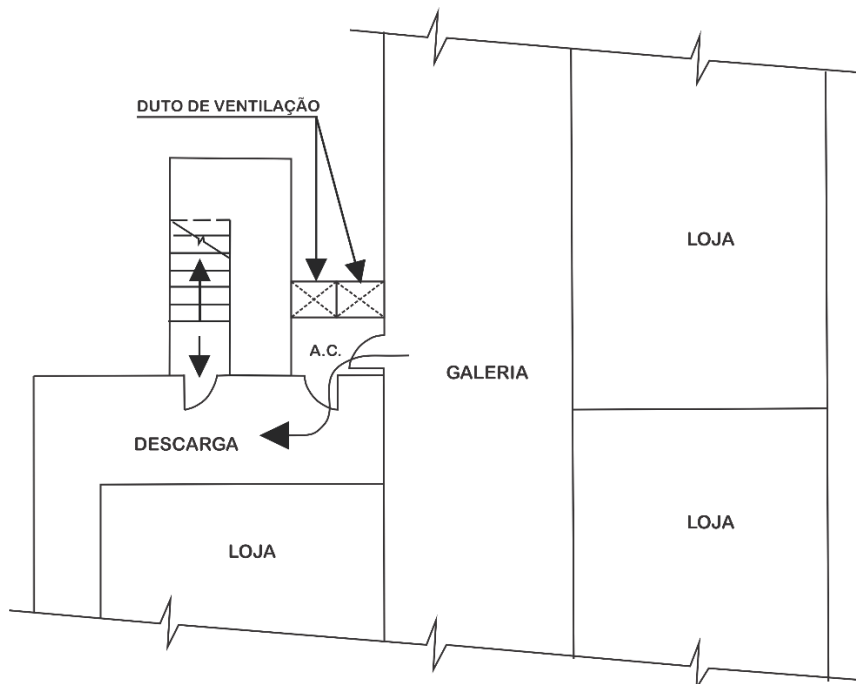 DUTO DE VENTILAÇÃO
LOJA
A.C.
GALERIA
DESCARGA
LOJA
LOJA